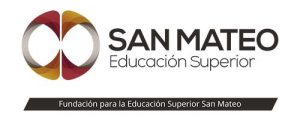 SAN MATEO
Educación Superior
Fundación para la Educación Superior San Mateo